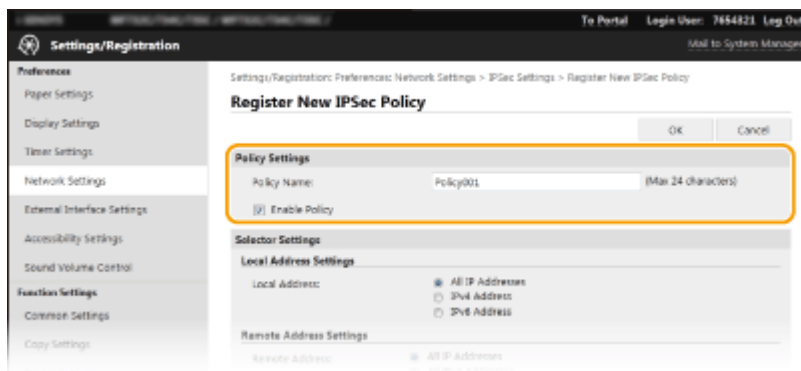 To Portal Login User: 7654321 Log Out
Settings/Registration
Mail to System Manager
Preferences
Paper Settings
Display Settings
Timer Settings
Network Settings
External Interface Settings
Accessibility Settings
Sound Volume Control
Function Settings
Common Settings
Copy Settings
Settings/Registration: Preferences: Network Settings > IPSec Settings > Register New IPSec Policy
Register New IPSec Policy
OK Cancel
Policy Settings
Policy Name: Policy001 (Max 24 characters)
Enable Policy
Selector Settings
Local Address Settings
Local Address: All IP Addresses
IPv4 Address
IPv6 Address
Remote Address Settings
Remote Address: All IP Addresses